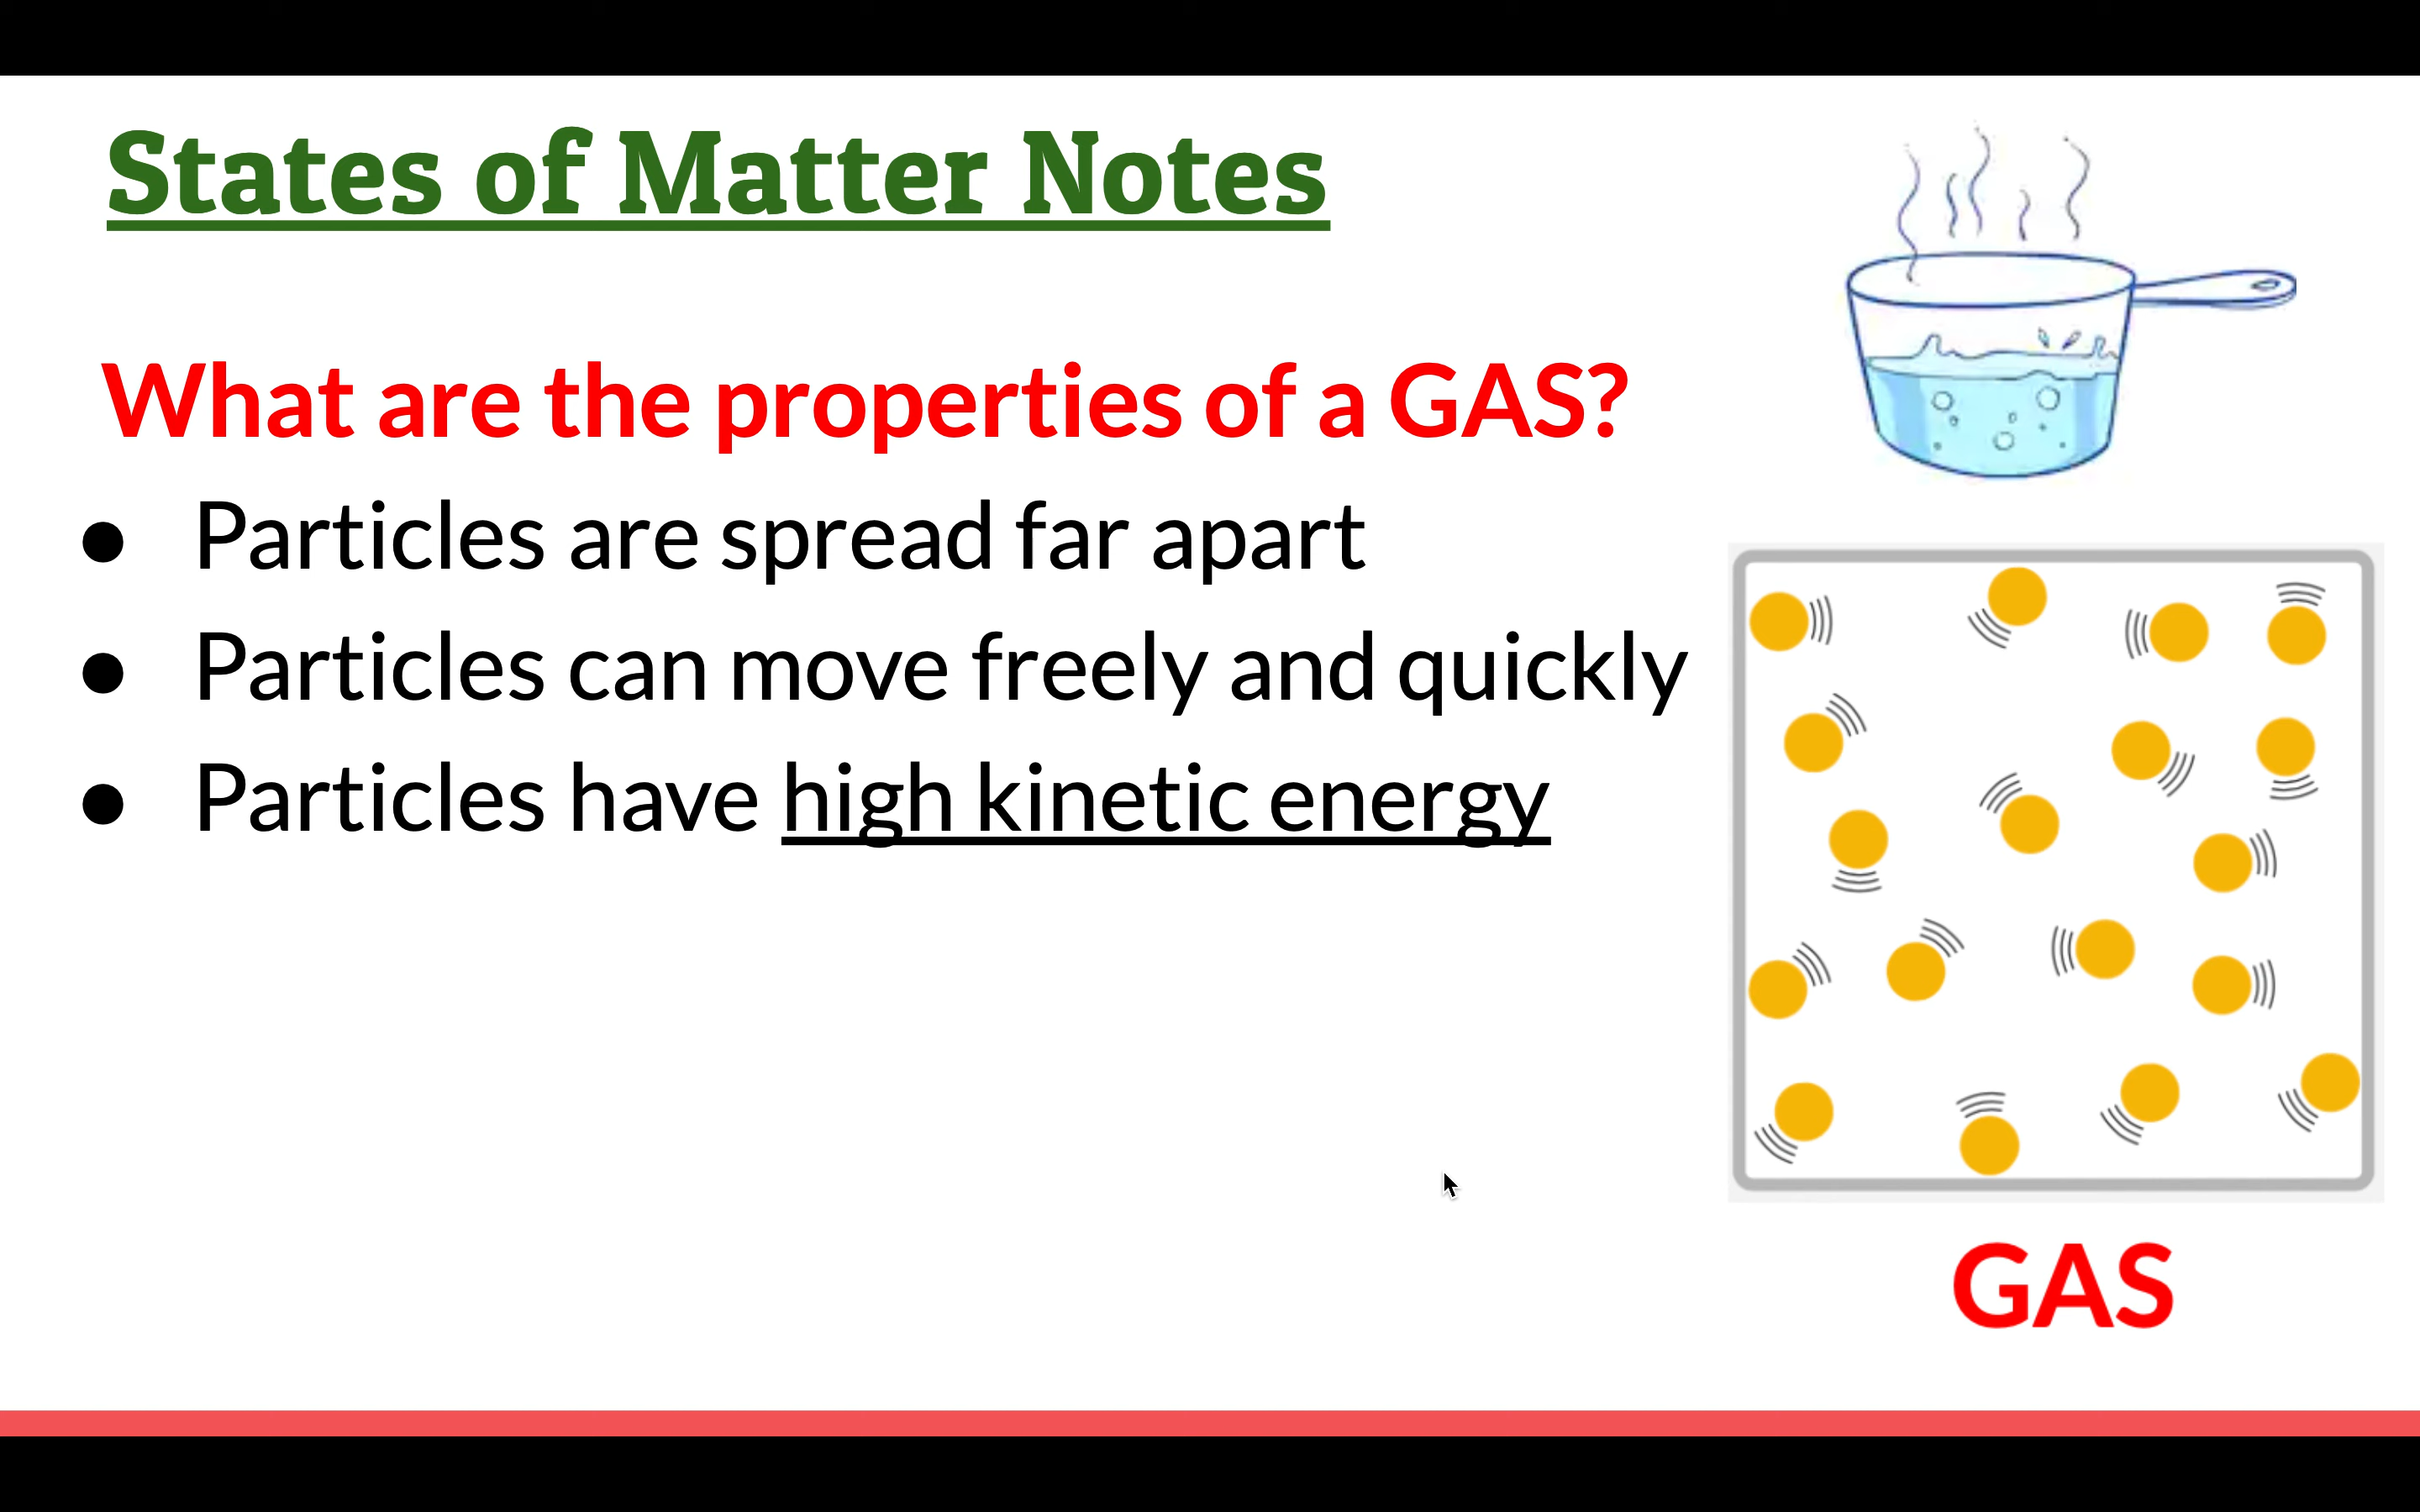 States of Matter Notes
What are the properties of a GAS?
● Particles are spread far apart
● Particles can move freely and quickly
● Particles have high kinetic energy
GAS